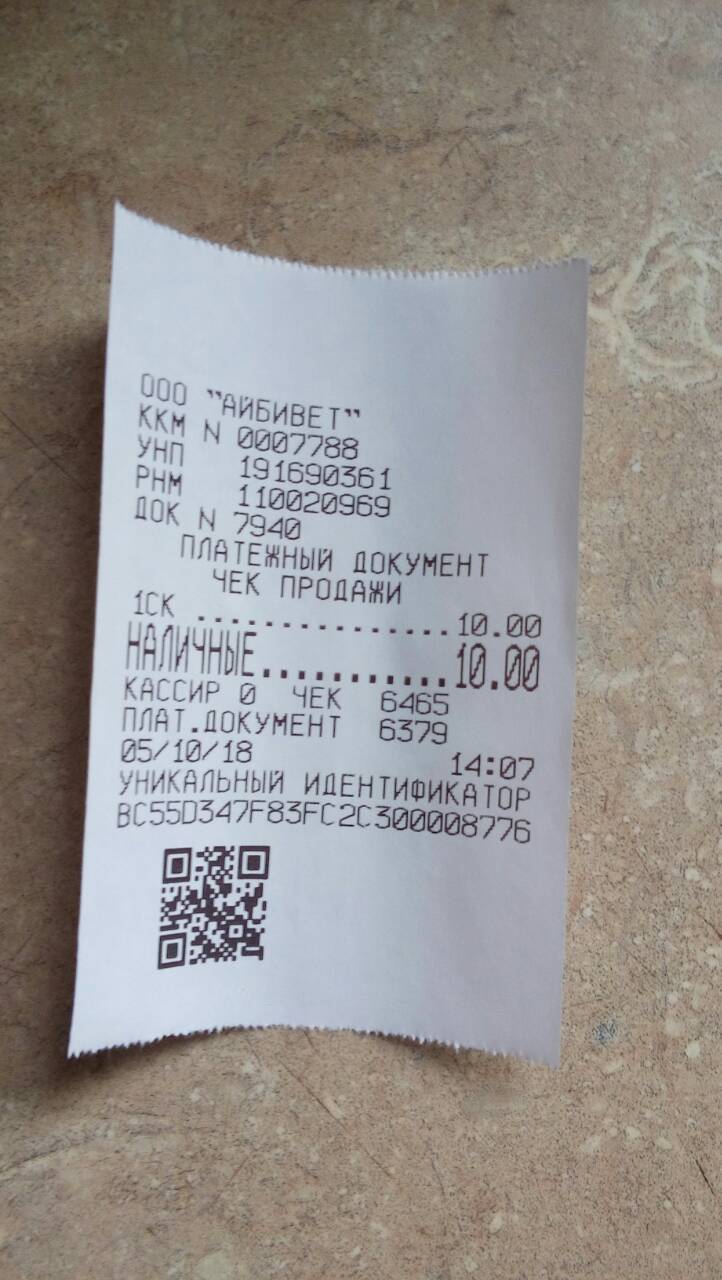 ООО "АЙБИВЕТ"
ККМ N 0007788
УНП 191690361
РНМ 110020969
ДОК N 7940
ПЛАТЕЖНЫЙ ДОКУМЕНТ
ЧЕК ПРОДАЖИ
1СК ................10.00
НАЛИЧНЫЕ...........10.00
КАССИР 0 ЧЕК 6465
ПЛАТ.ДОКУМЕНТ 6379
05/10/18 14:07
УНИКАЛЬНЫЙ ИДЕНТИФИКАТОР
BC55D347F83FC2C300008776